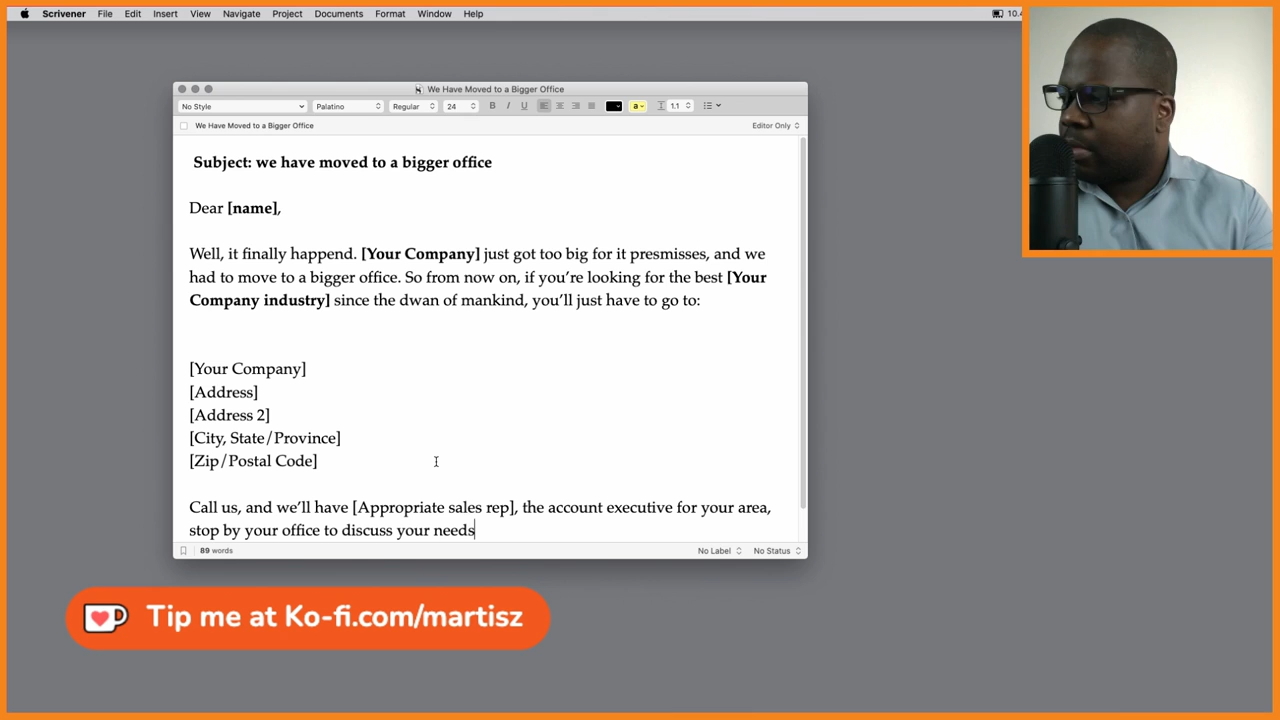 Scrivener File Edit Insert View Navigate Project Documents Format Window Help
We Have Moved to a Bigger Office
No Style Palatino Regular 24 B I U a 1.1
We Have Moved to a Bigger Office Editor Only
Subject: we have moved to a bigger office
Dear [name],
Well, it finally happend. [Your Company] just got too big for it presmisses, and we
had to move to a bigger office. So from now on, if you're looking for the best [Your
Company industry] since the dwan of mankind, you'll just have to go to:
[Your Company]
[Address]
[Address 2]
[City, State/Province]
[Zip/Postal Code]
Call us, and we'll have [Appropriate sales rep], the account executive for your area,
stop by your office to discuss your needs
89 words No Label No Status
Tip me at Ko-fi.com/martisz